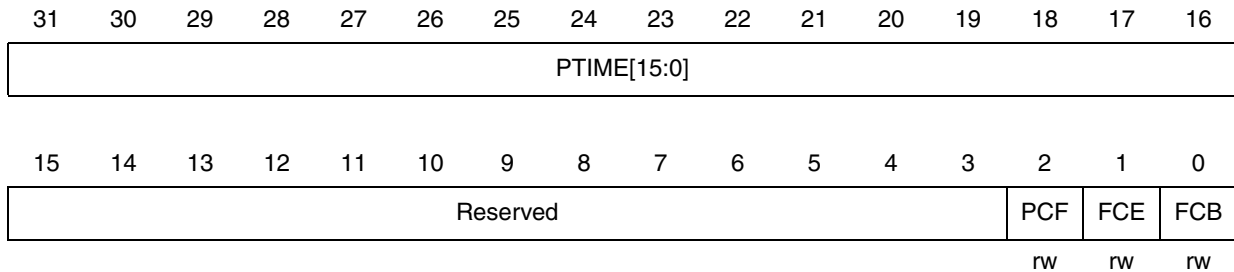 31 30 29 28 27 26 25 24 23 22 21 20 19 18 17 16
PTIME[15:0]
15 14 13 12 11 10 9 8 7 6 5 4 3 2 1 0
Reserved PCF FCE FCB
rw rw rw